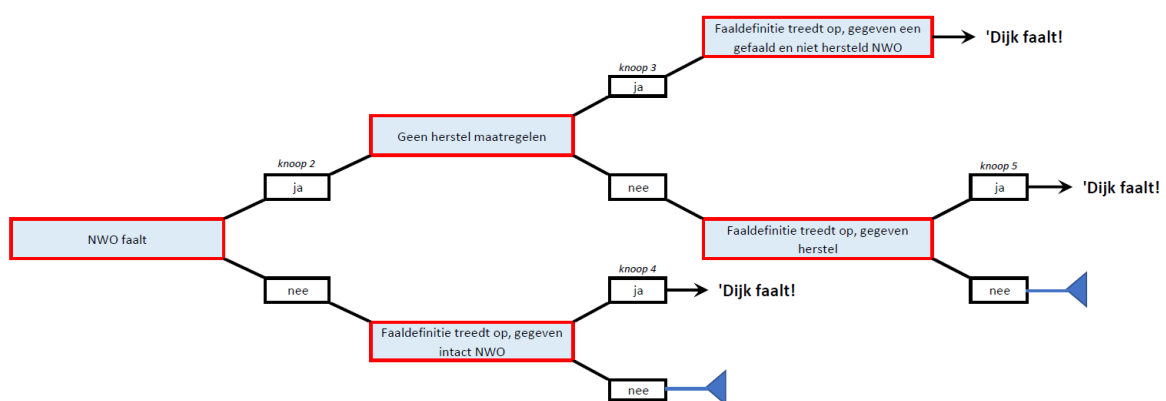 Faaldefinitie treedt op, gegeven een
gefaald en niet hersteld NWO
'Dijk faalt!
knoop 3
ja
Geen herstel maatregelen
knoop 2
ja
nee
knoop 5
ja
'Dijk faalt!
NWO faalt
Faaldefinitie treedt op, gegeven
herstel
nee
knoop 4
ja
'Dijk faalt!
nee
Faaldefinitie treedt op, gegeven
intact NWO
nee